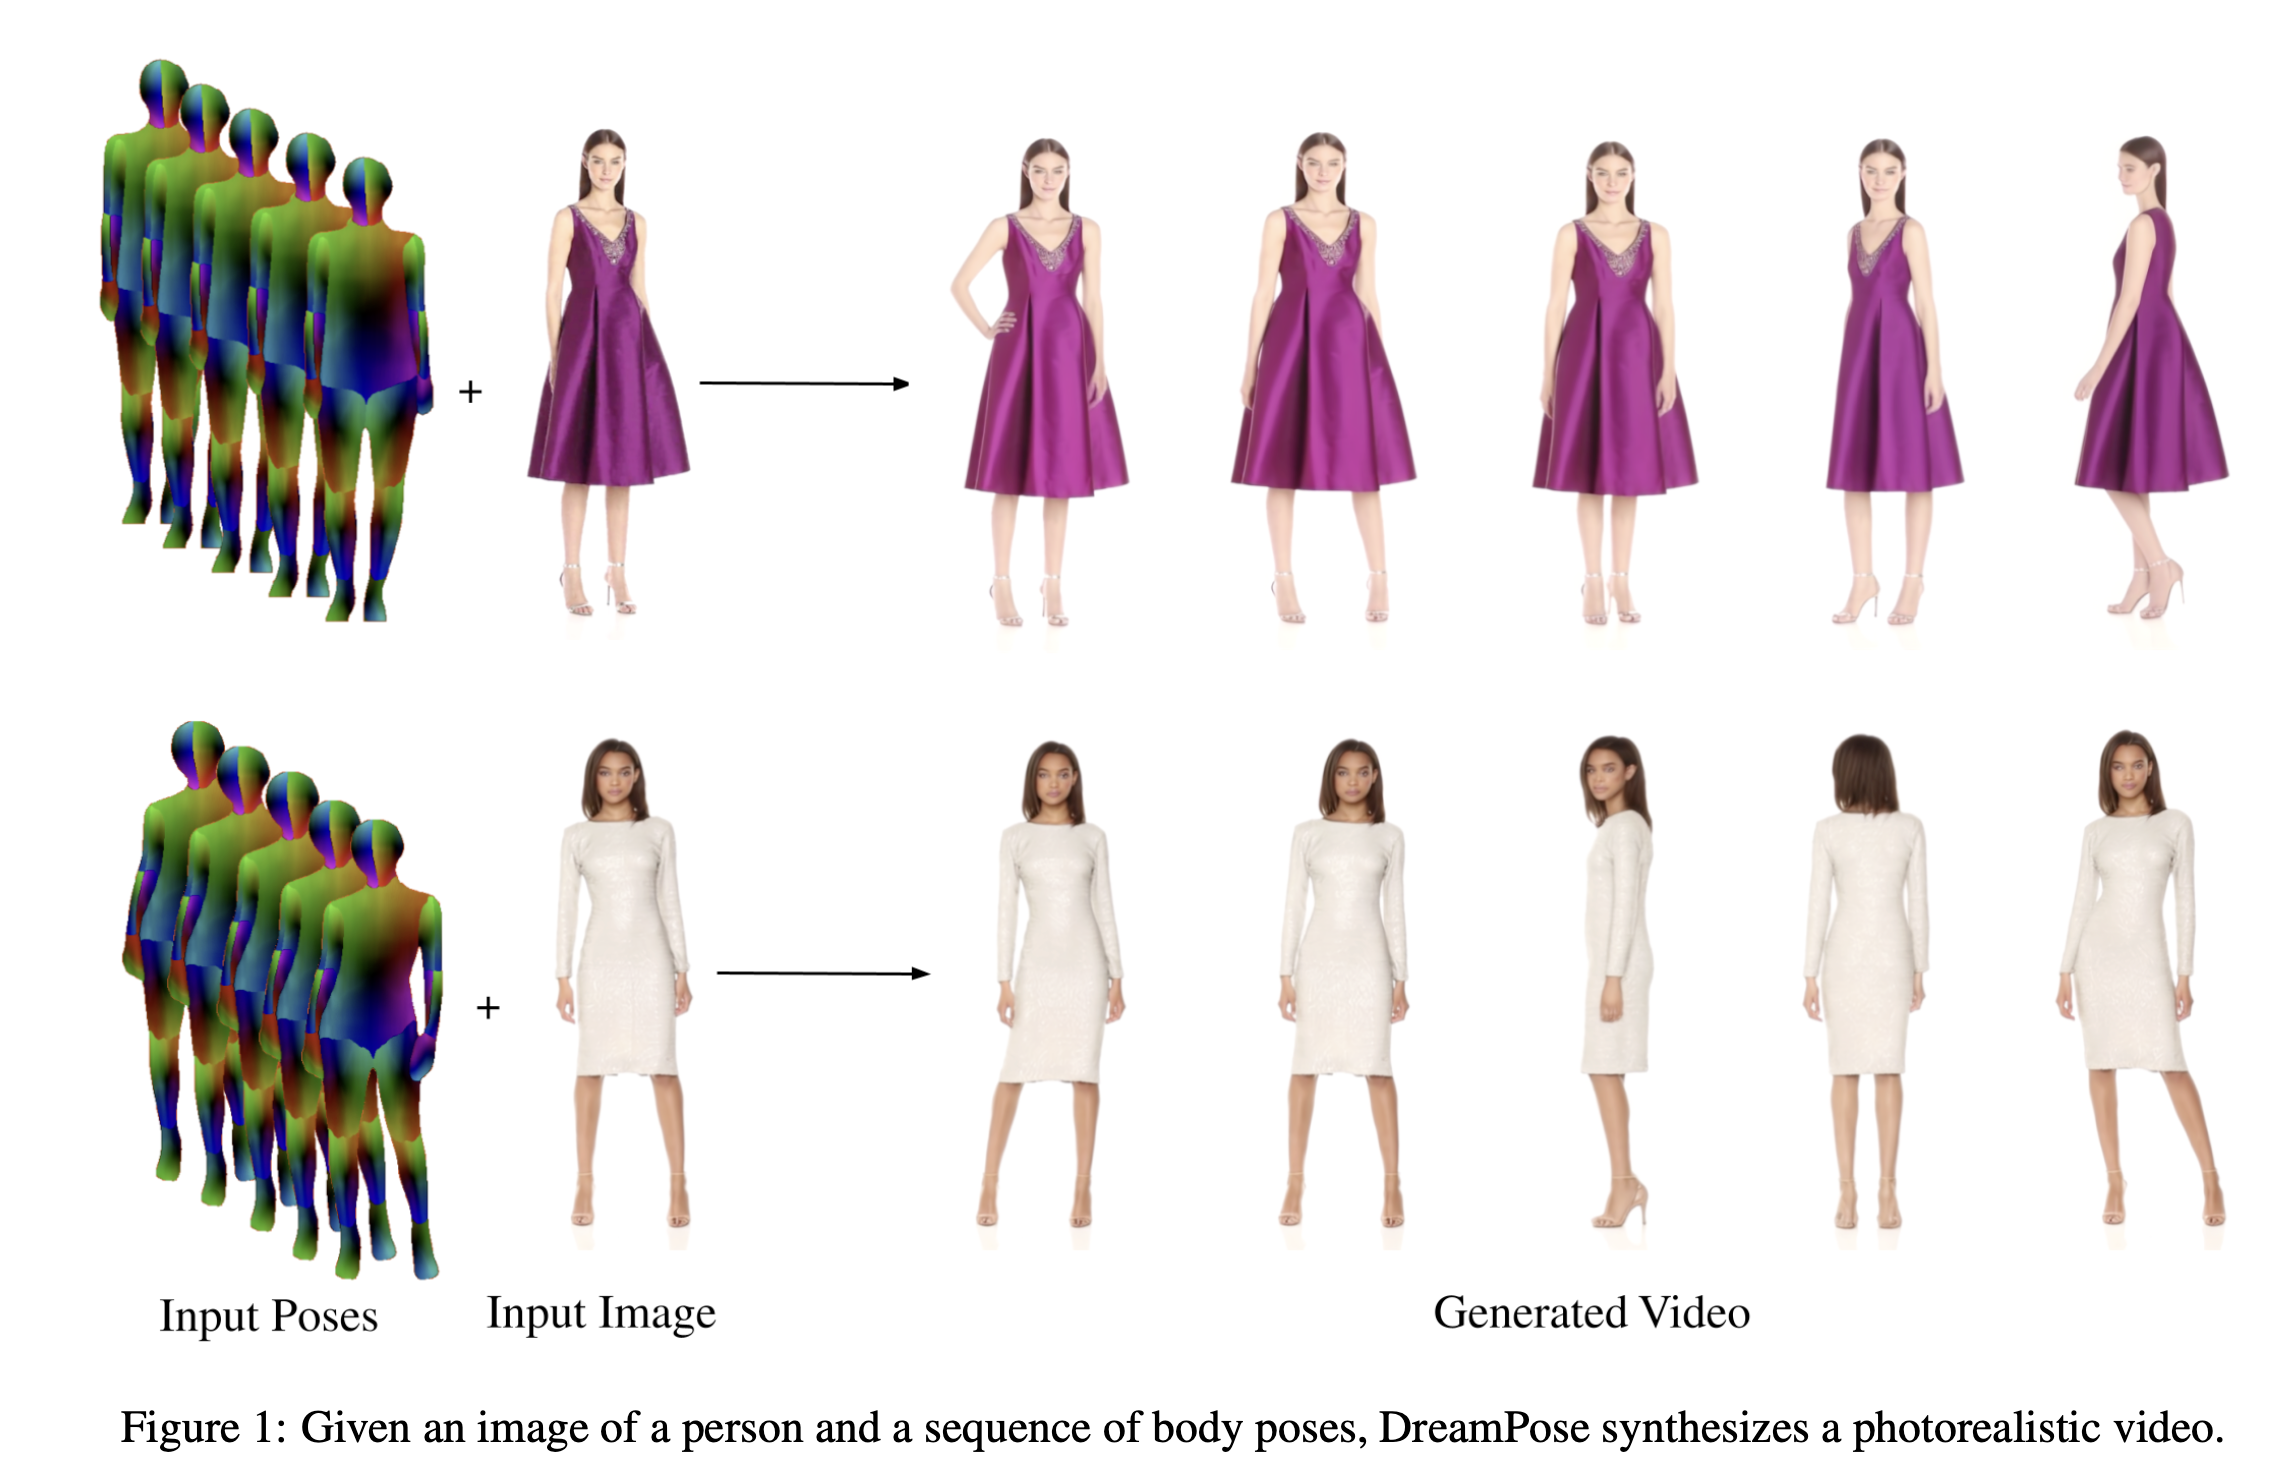 +
+
Input Poses
Input Image
Generated Video
Figure 1: Given an image of a person and a sequence of body poses, DreamPose synthesizes a photorealistic video.